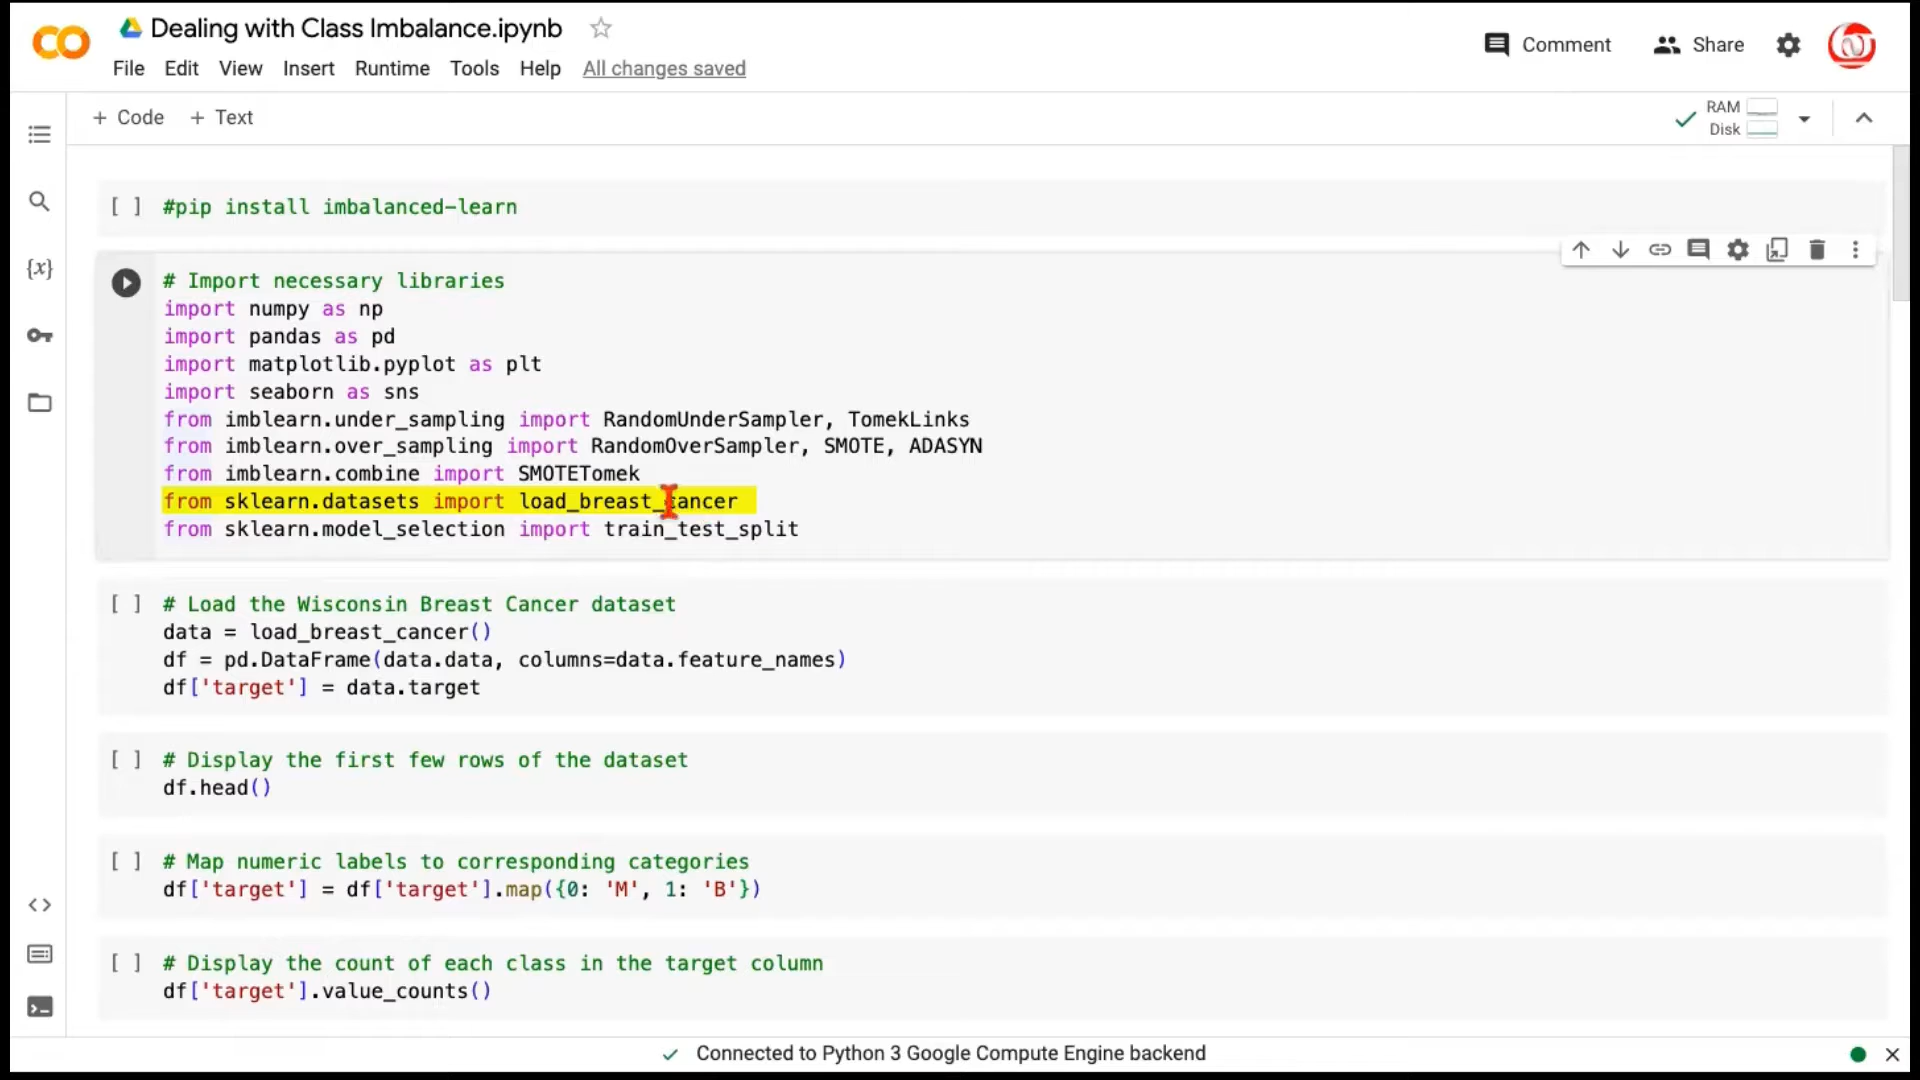 Dealing with Class Imbalance.ipynb
File Edit View Insert Runtime Tools Help All changes saved
Comment Share
+ Code + Text
RAM
Disk
[ ] #pip install imbalanced-learn
# Import necessary libraries
import numpy as np
import pandas as pd
import matplotlib.pyplot as plt
import seaborn as sns
from imblearn.under_sampling import RandomUnderSampler, TomekLinks
from imblearn.over_sampling import RandomOverSampler, SMOTE, ADASYN
from imblearn.combine import SMOTETomek
from sklearn.datasets import load_breast_cancer
from sklearn.model_selection import train_test_split
[ ] # Load the Wisconsin Breast Cancer dataset
data = load_breast_cancer()
df = pd.DataFrame(data.data, columns=data.feature_names)
df['target'] = data.target
[ ] # Display the first few rows of the dataset
df.head()
[ ] # Map numeric labels to corresponding categories
df['target'] = df['target'].map({0: 'M', 1: 'B'})
[ ] # Display the count of each class in the target column
df['target'].value_counts()
Connected to Python 3 Google Compute Engine backend